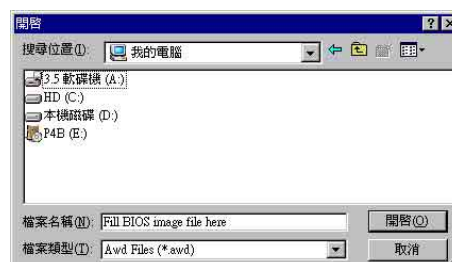 開啓
搜尋位置(I): 我的電腦
3.5 軟碟機 (A:)
HD (C:)
本機磁碟 (D:)
P4B (E:)
檔案名稱(N): Fill BIOS image file here 開啓(O)
檔案類型(T): Awd Files (*.awd) 取消